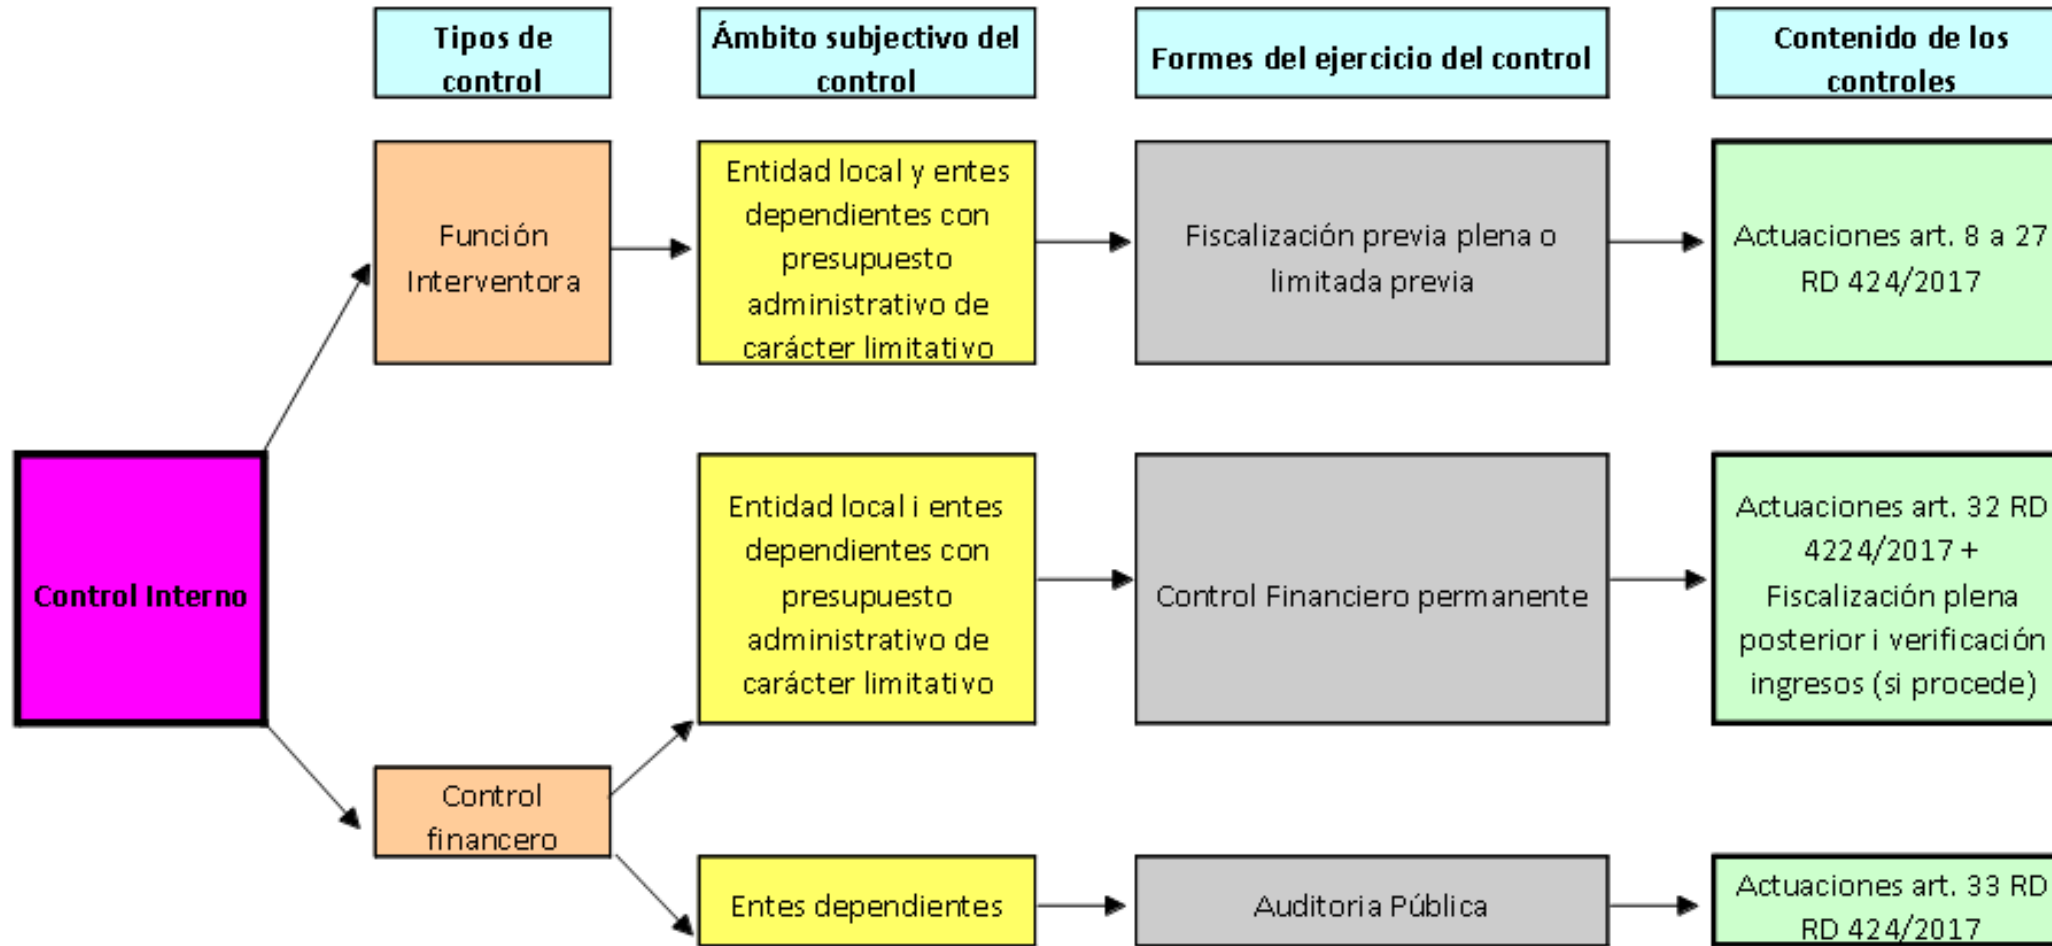 Tipos de
control
Ámbito subjectivo del
control
Formes del ejercicio del control
Contenido de los
controles
Función
Interventora
Entidad local y entes
dependientes con
presupuesto
administrativo de
carácter limitativo
Fiscalización previa plena o
limitada previa
Actuaciones art. 8 a 27
RD 424/2017
Control Interno
Entidad local i entes
dependientes con
presupuesto
administrativo de
carácter limitativo
Control Financiero permanente
Actuaciones art. 32 RD
4224/2017 +
Fiscalización plena
posterior i verificación
ingresos (si procede)
Control
financero
Entes dependientes
Auditoria Pública
Actuaciones art. 33 RD
RD 424/2017